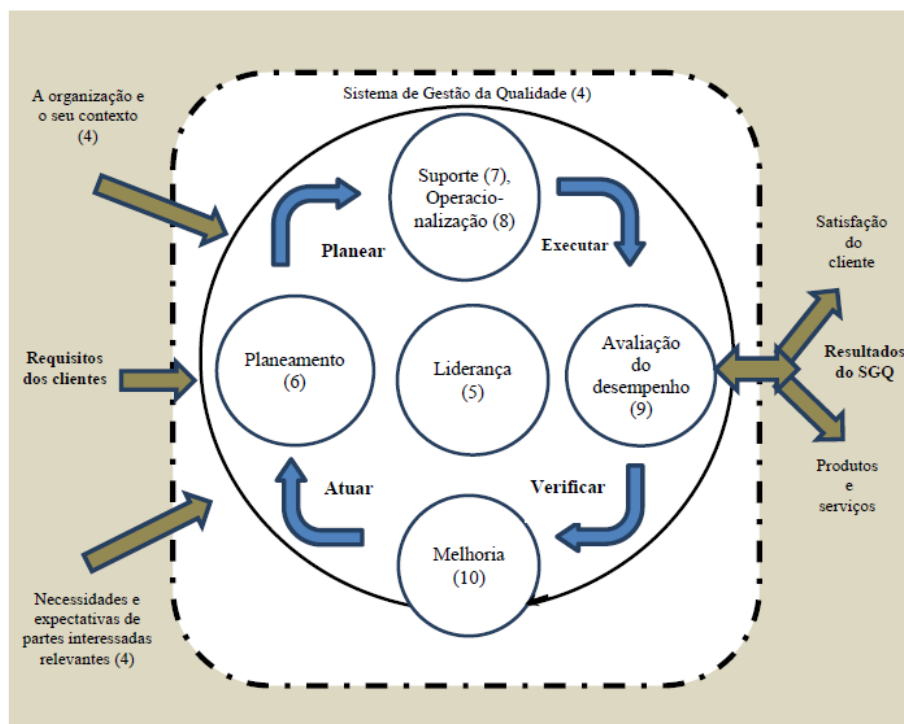 Sistema de Gestão da Qualidade (4)
A organização e
o seu contexto
(4)
Suporte (7),
Operacio-
nalização (8)
Planear
Executar
Satisfação
do
cliente
Requisitos
dos clientes
Planeamento
(6)
Liderança
(5)
Avaliação
do
desempenho
(9)
Resultados
do SGQ
Atuar
Verificar
Produtos
e
serviços
Melhoria
(10)
Necessidades e
expectativas de
partes interessadas
relevantes (4)